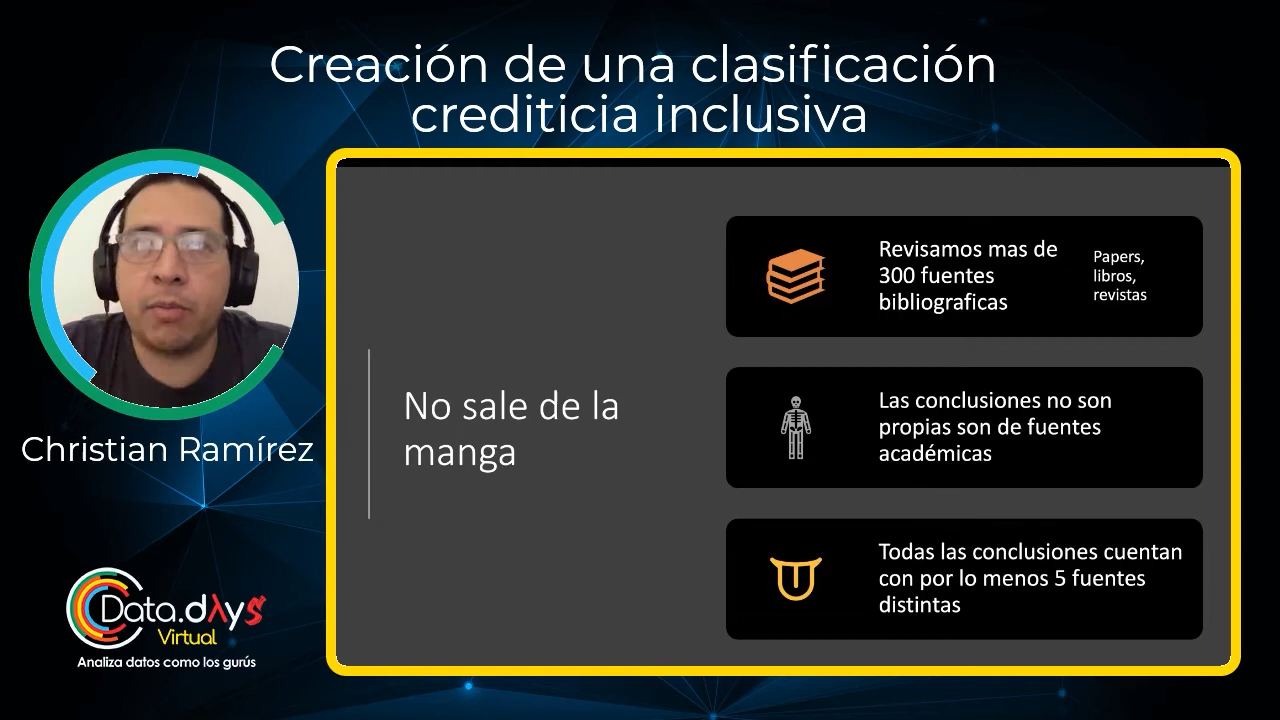 Creación de una clasificación
crediticia inclusiva
Christian Ramírez
Data.dλys
Virtual
Analiza datos como los gurús
No sale de la
manga
Revisamos mas de
300 fuentes
bibliograficas
Papers,
libros,
revistas
Las conclusiones no son
propias son de fuentes
académicas
Todas las conclusiones cuentan
con por lo menos 5 fuentes
distintas